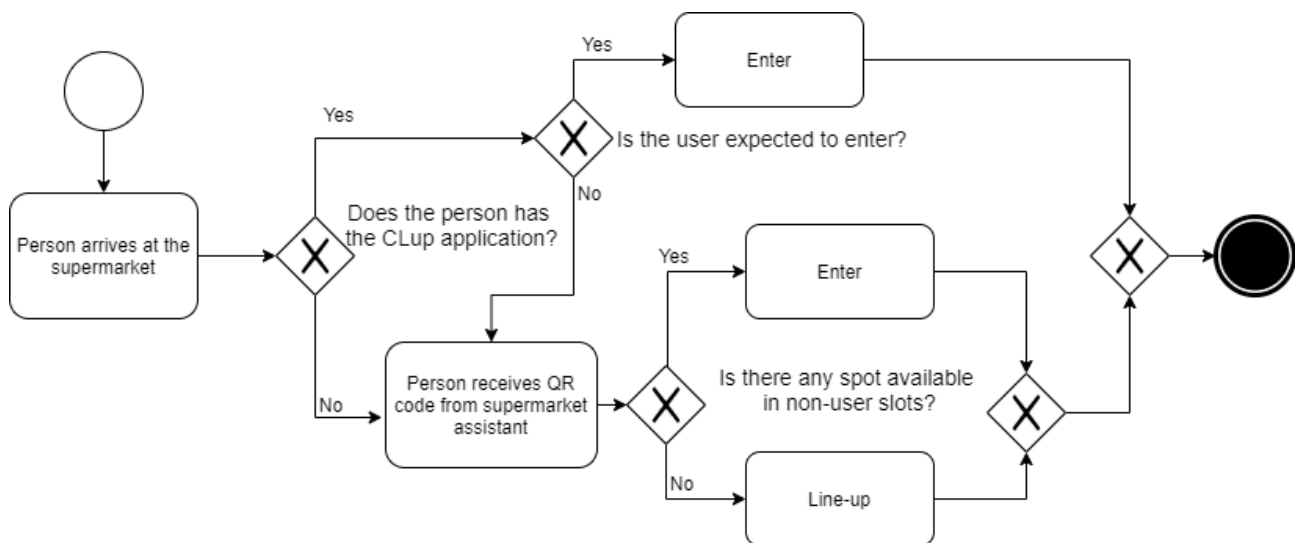 Yes
Enter
Yes
Is the user expected to enter?
No
Does the person has
the CLup application?
Person arrives at the
supermarket
Yes
Enter
Person receives QR
code from supermarket
assistant
Is there any spot available
in non-user slots?
No
No
Line-up